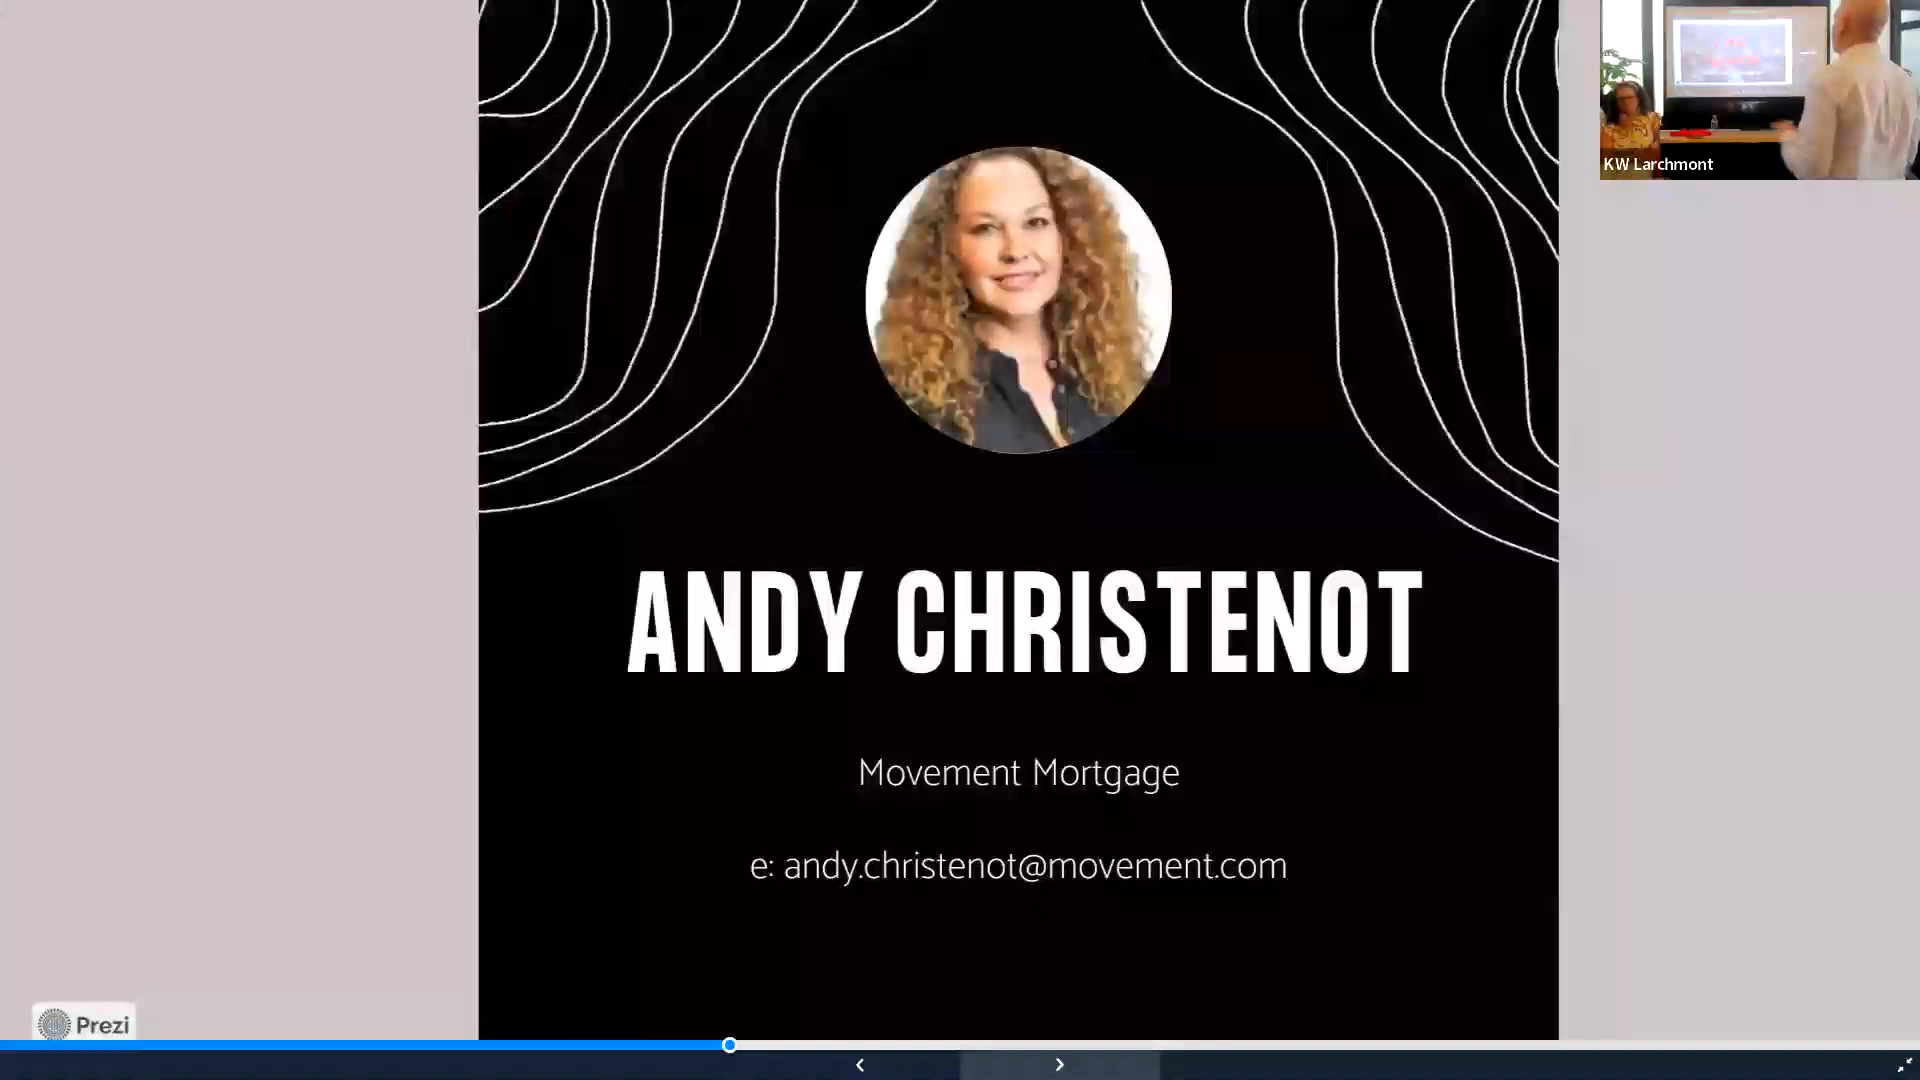 KW Larchmont
ANDY CHRISTENOT
Movement Mortgage
e: andy.christenot@movement.com
Prezi